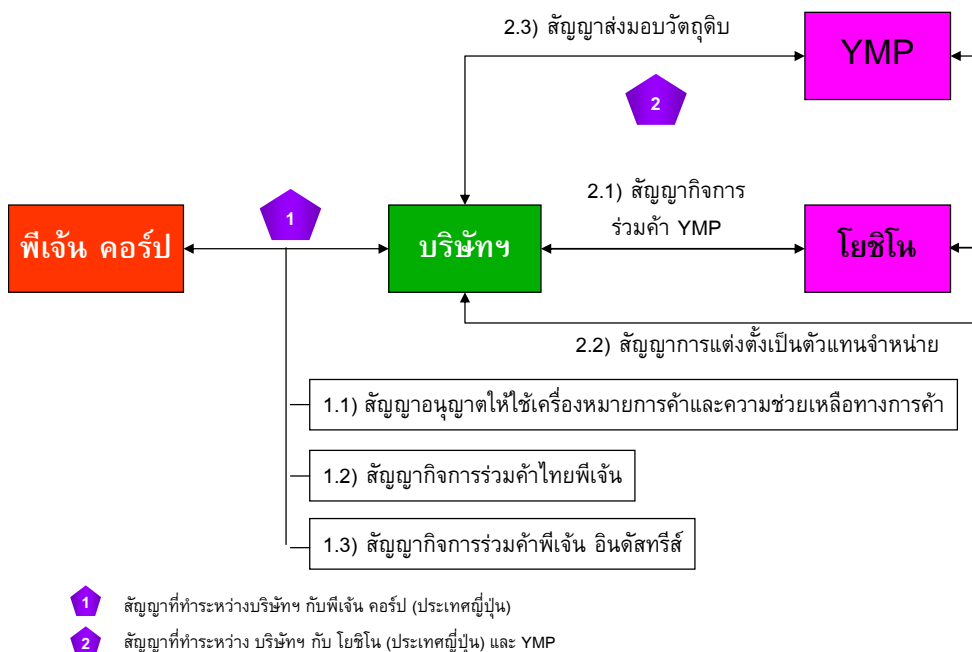 2.3) สัญญาส่งมอบวัตถุดิบ
YMP
2
2.1) สัญญากิจการ
ร่วมค้า YMP
1
พีเจ้น คอร์ป
บริษัทฯ
โยชิโน
2.2) สัญญาการแต่งตั้งเป็นตัวแทนจำหน่าย
1.1) สัญญาอนุญาตให้ใช้เครื่องหมายการค้าและความช่วยเหลือทางการค้า
1.2) สัญญากิจการร่วมค้าไทยพีเจ้น
1.3) สัญญากิจการร่วมค้าพีเจ้น อินดัสทรีส์
1 สัญญาที่ทำระหว่างบริษัทฯ กับพีเจ้น คอร์ป (ประเทศญี่ปุ่น)
2 สัญญาที่ทำระหว่าง บริษัทฯ กับ โยชิโน (ประเทศญี่ปุ่น) และ YMP